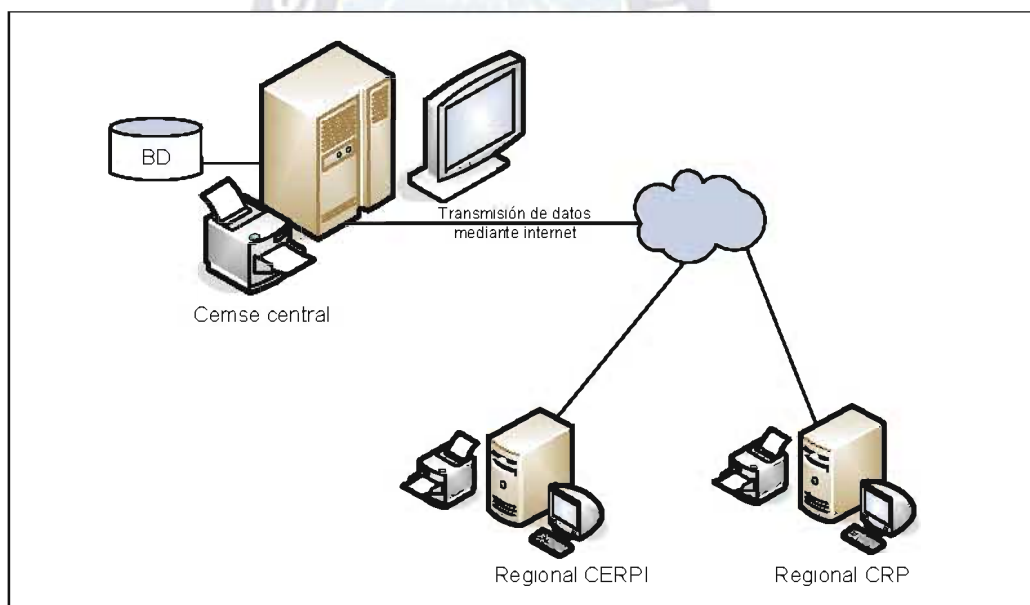 BD
Transmisión de datos
mediante internet
Cemse central
Regional CERPI
Regional CRP